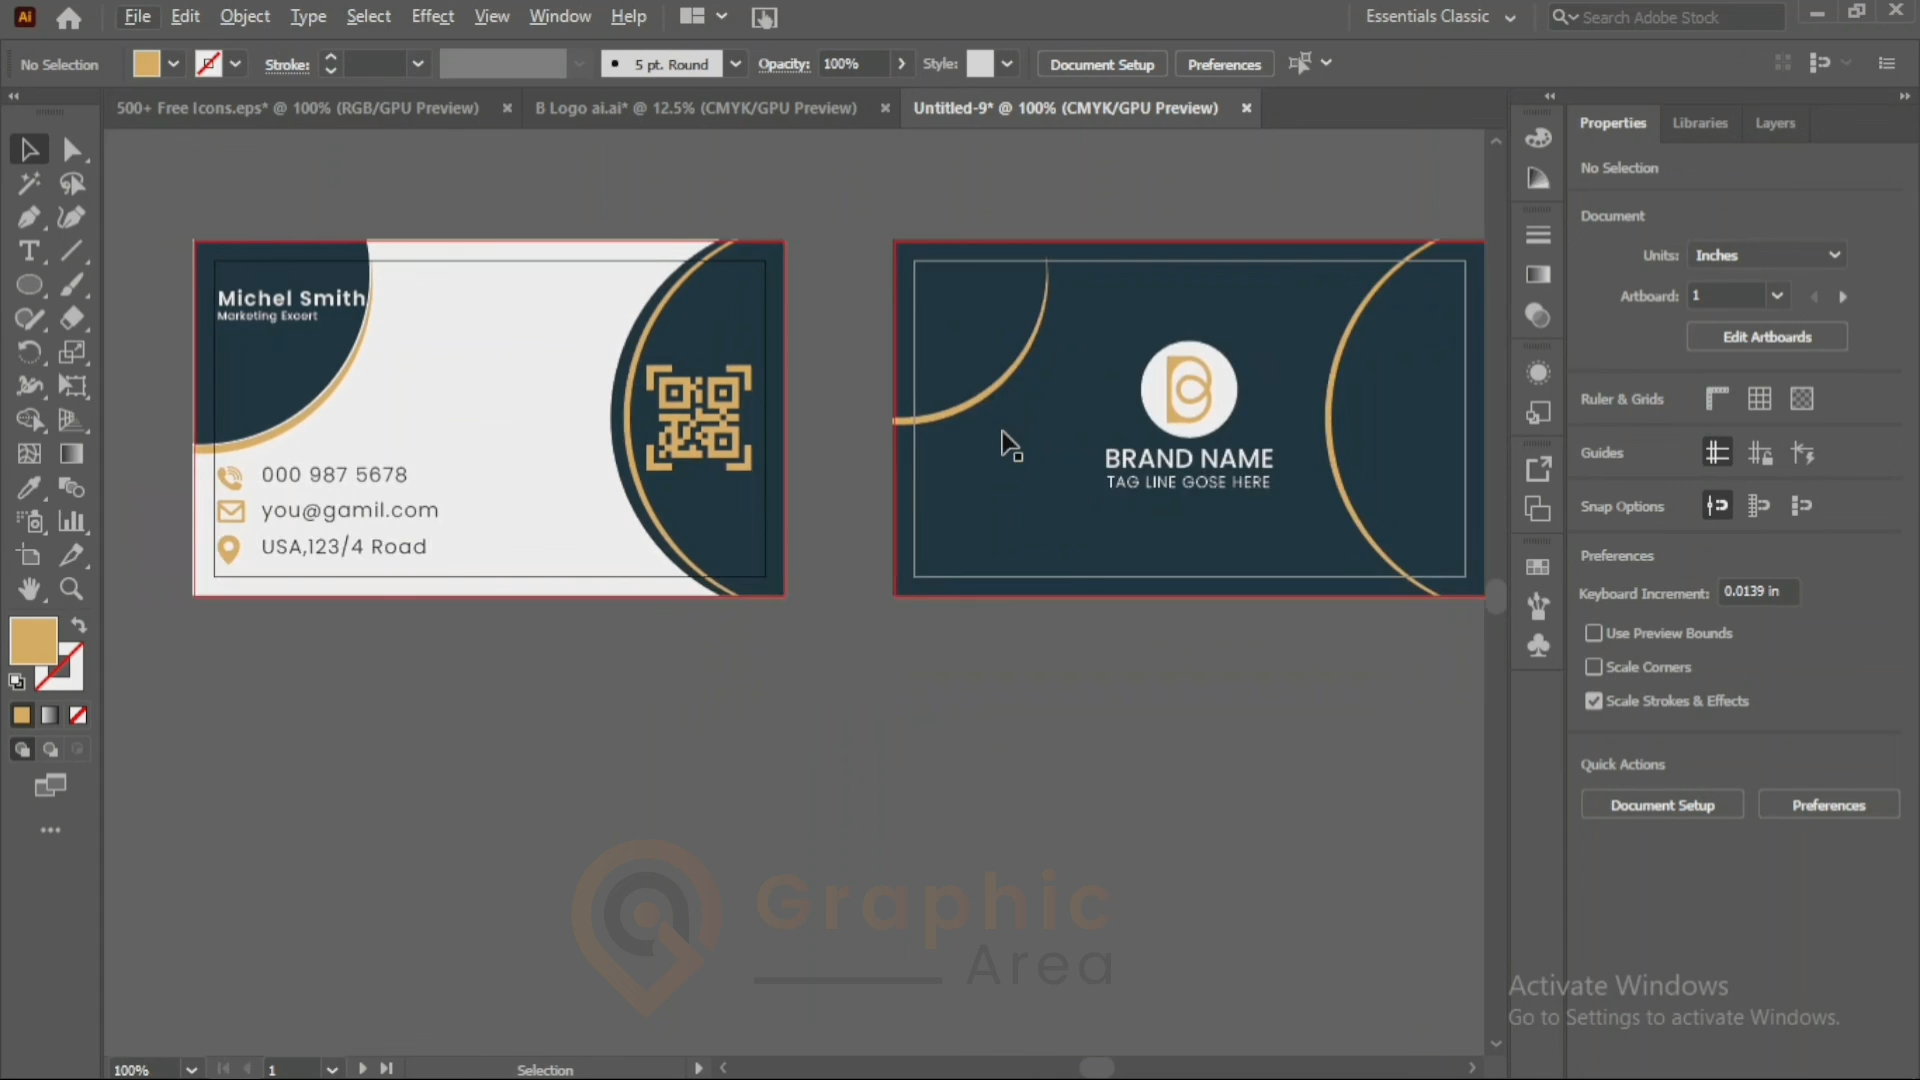 Ai File Edit Object Type Select Effect View Window Help Essentials Classic Search Adobe Stock
No Selection Stroke: 5 pt. Round Opacity: 100% Style: Document Setup Preferences
500+ Free Icons.eps* @ 100% (RGB/GPU Preview) × B Logo ai.ai* @ 12.5% (CMYK/GPU Preview) × Untitled-9* @ 100% (CMYK/GPU Preview) ×
Properties Libraries Layers
No Selection
Document
Units: Inches
Artboard: 1
Edit Artboards
Ruler & Grids
Guides
Snap Options
Preferences
Keyboard Increment: 0.0139 in
Use Preview Bounds
Scale Corners
Scale Strokes & Effects
Quick Actions
Document Setup Preferences
Michel Smith
Marketing Expert
000 987 5678
you@gamil.com
USA,123/4 Road
BRAND NAME
TAG LINE GOSE HERE
Graphic
Area
Activate Windows
Go to Settings to activate Windows.
100% 1 Selection